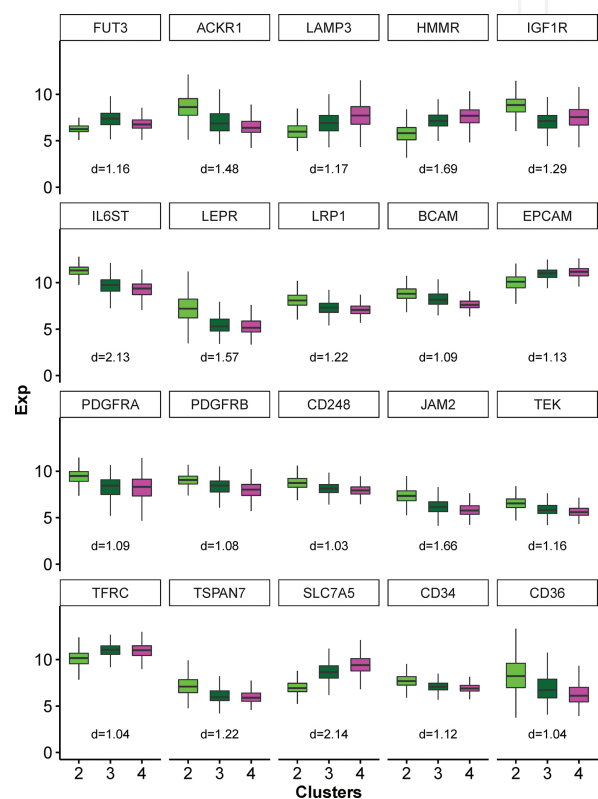 FUT3 ACKR1 LAMP3 HMMR IGF1R
10
5
0
d=1.16 d=1.48 d=1.17 d=1.69 d=1.29
IL6ST LEPR LRP1 BCAM EPCAM
10
5
0
d=2.13 d=1.57 d=1.22 d=1.09 d=1.13
Exp
PDGFRA PDGFRB CD248 JAM2 TEK
10
5
0
d=1.09 d=1.08 d=1.03 d=1.66 d=1.16
TFRC TSPAN7 SLC7A5 CD34 CD36
10
5
0
d=1.04 d=1.22 d=2.14 d=1.12 d=1.04
2 3 4 2 3 4 2 3 4 2 3 4 2 3 4
Clusters